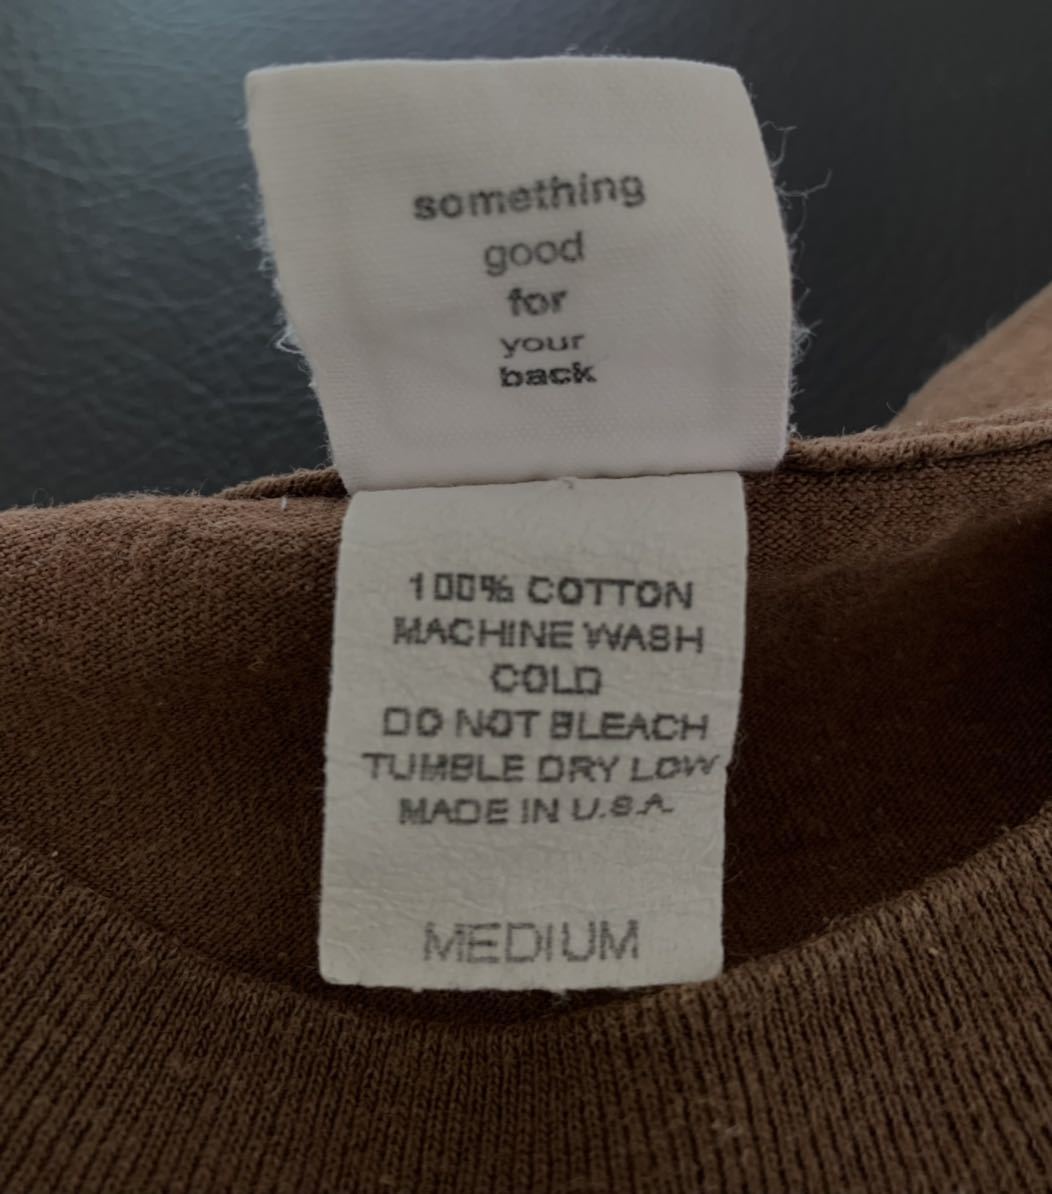 something
good
for
your
back
100% COTTON
MACHINE WASH
COLD
DO NOT BLEACH
TUMBLE DRY LOW
MADE IN U.S.A.
MEDIUM